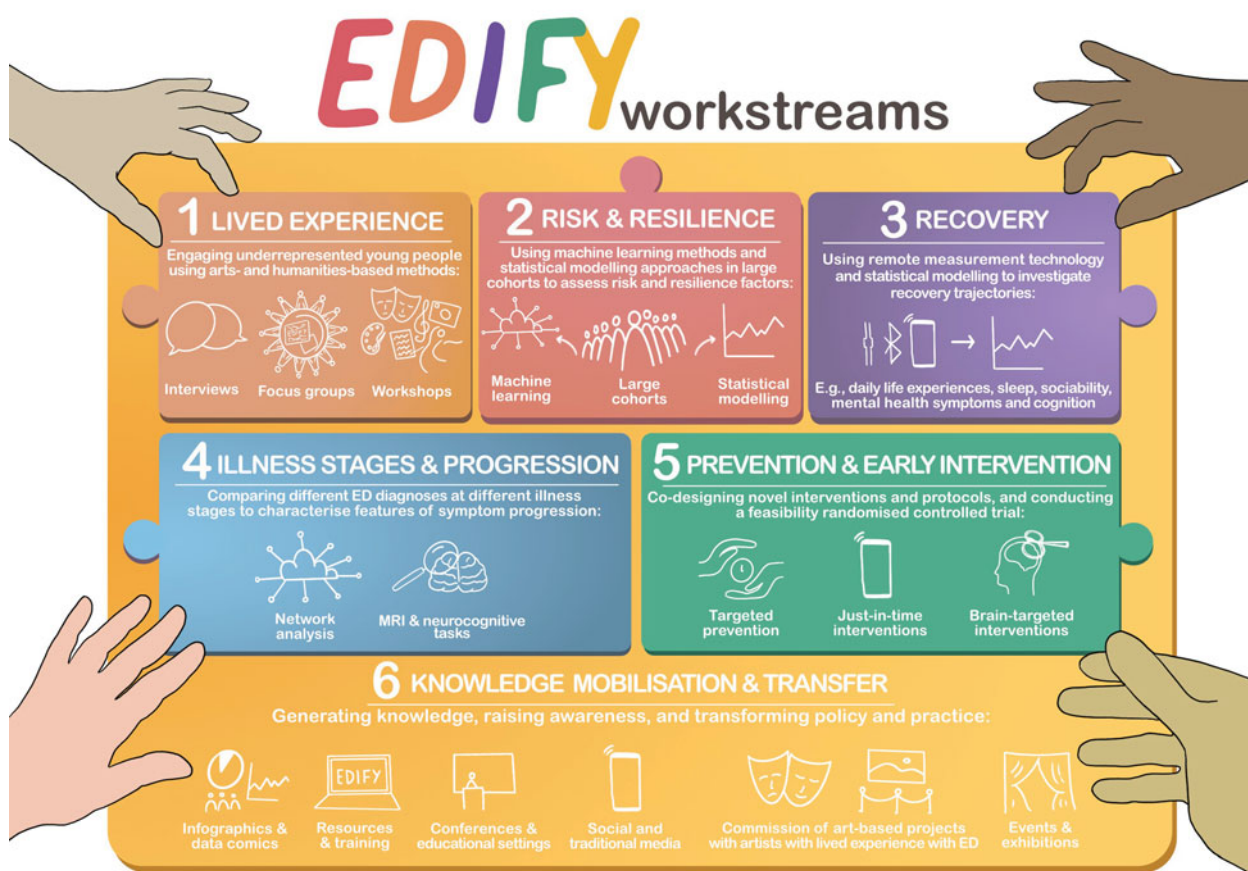 EDIFY workstreams
1 LIVED EXPERIENCE
Engaging underrepresented young people
using arts- and humanities-based methods:
Interviews
Focus groups
Workshops
2 RISK & RESILIENCE
Using machine learning methods and
statistical modelling approaches in large
cohorts to assess risk and resilience factors:
Machine
learning
Large
cohorts
Statistical
modelling
3 RECOVERY
Using remote measurement technology
and statistical modelling to investigate
recovery trajectories:
E.g., daily life experiences, sleep, sociability,
mental health symptoms and cognition
4 ILLNESS STAGES & PROGRESSION
Comparing different ED diagnoses at different illness
stages to characterise features of symptom progression:
Network
analysis
MRI & neurocognitive
tasks
5 PREVENTION & EARLY INTERVENTION
Co-designing novel interventions and protocols, and conducting
a feasibility randomised controlled trial:
Targeted
prevention
Just-in-time
interventions
Brain-targeted
interventions
6 KNOWLEDGE MOBILISATION & TRANSFER
Generating knowledge, raising awareness, and transforming policy and practice:
Infographics &
data comics
EDIFY
Resources
& training
Conferences &
educational settings
Social and
traditional media
Commission of art-based projects
with artists with lived experience with ED
Events &
exhibitions